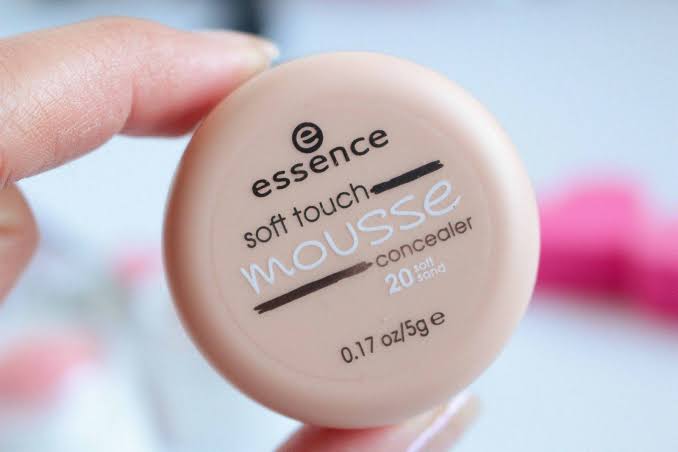 e
essence
soft touch
mousse
concealer
20 soft sand
0.17 oz/5g e